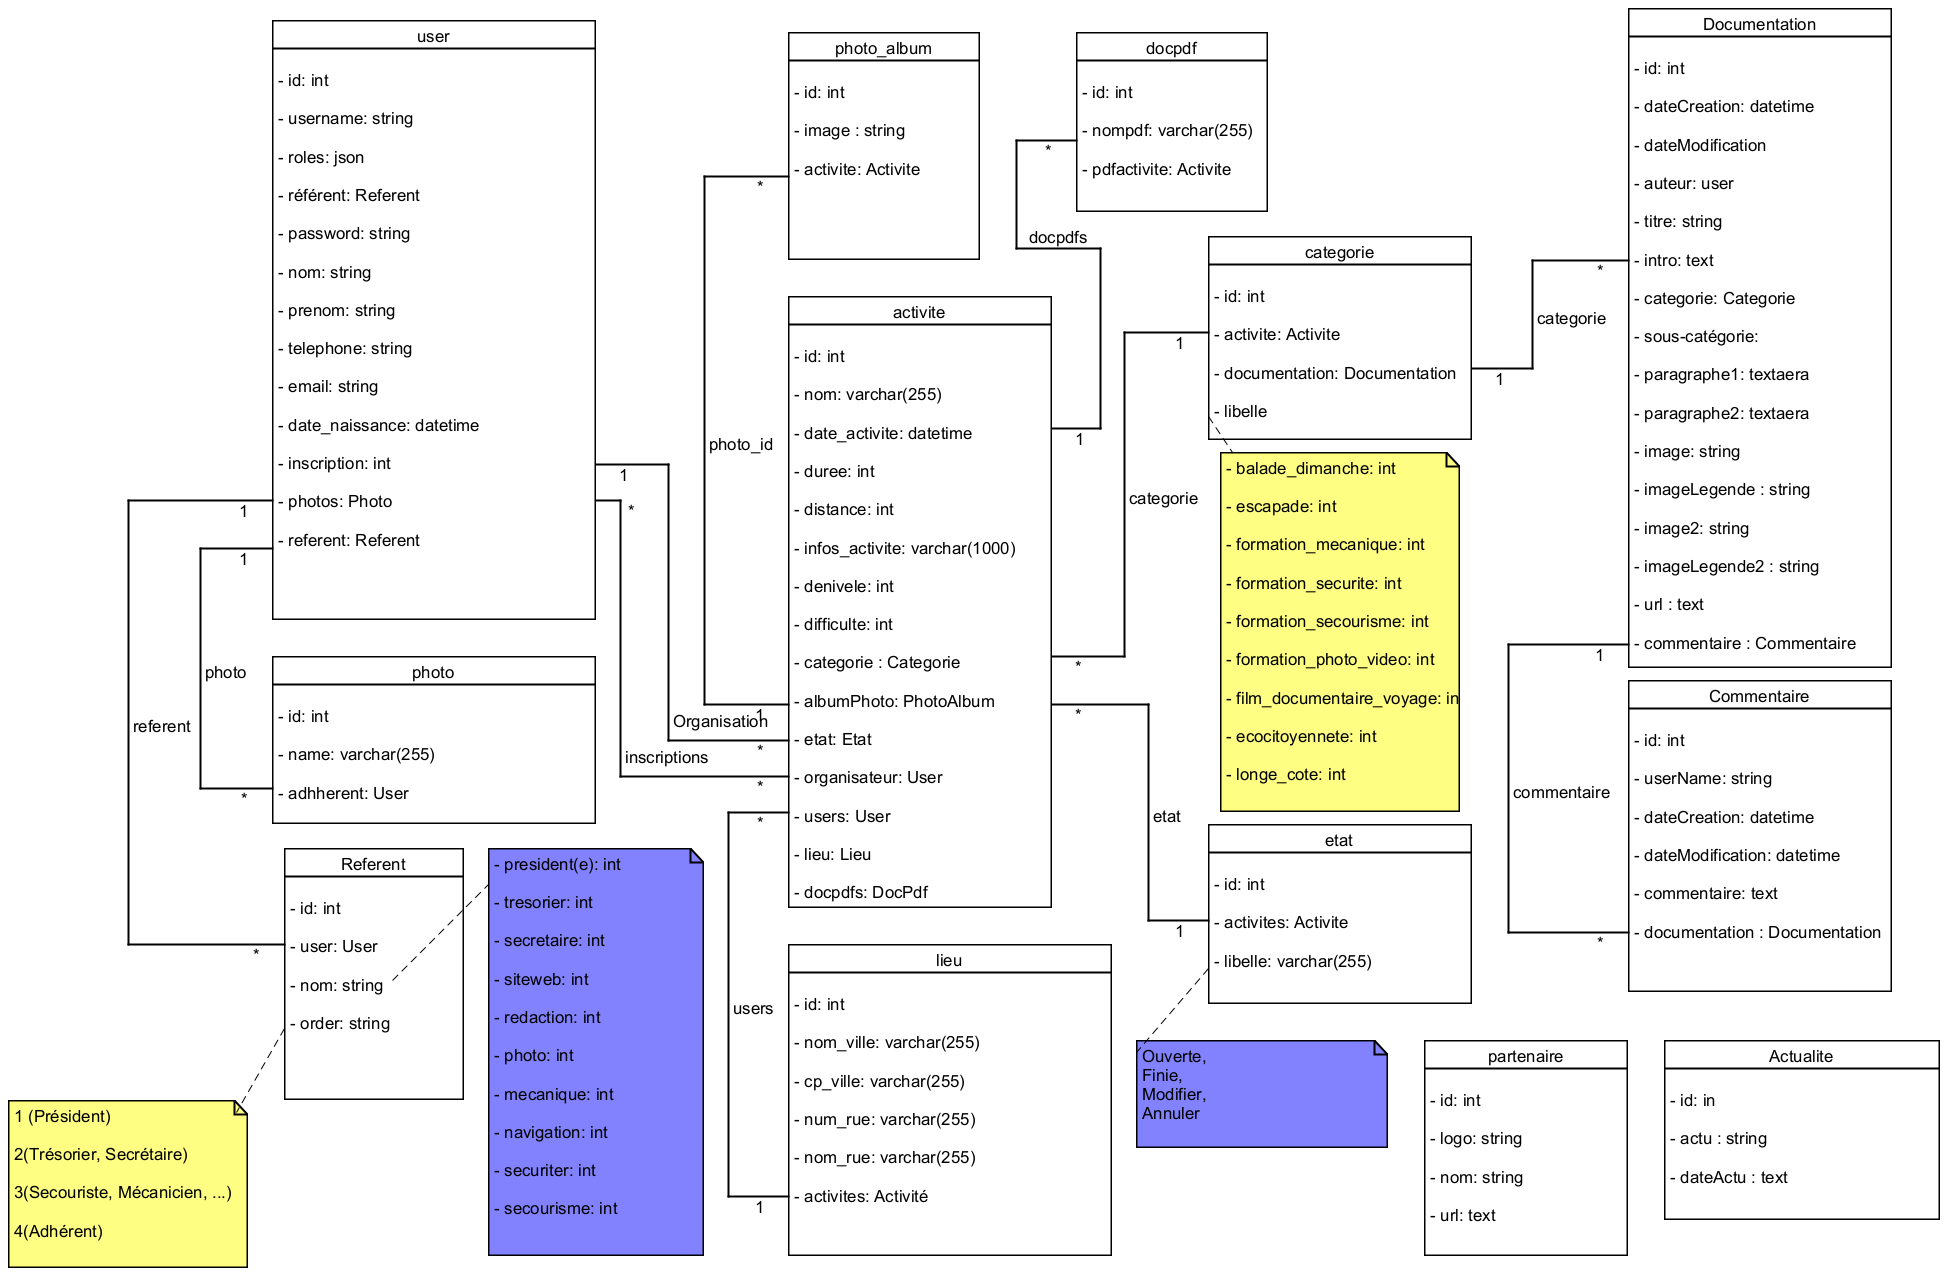 user
- id: int
- username: string
- roles: json
- référent: Referent
- password: string
- nom: string
- prenom: string
- telephone: string
- email: string
- date_naissance: datetime
- inscription: int
- photos: Photo
- referent: Referent
1
*
1
1
photo
referent
photo
- id: int
- name: varchar(255)
- adhherent: User
*
Referent
- id: int
- user: User
- nom: string
- order: string
*
1 (Président)
2(Trésorier, Secrétaire)
3(Secouriste, Mécanicien, ...)
4(Adhérent)
- president(e): int
- tresorier: int
- secretaire: int
- siteweb: int
- redaction: int
- photo: int
- mecanique: int
- navigation: int
- securiter: int
- secourisme: int
photo_album
- id: int
- image : string
- activite: Activite
*
photo_id
1
Organisation
*
inscriptions
*
docpdf
- id: int
- nompdf: varchar(255)
- pdfactivite: Activite
*
docpdfs
1
activite
- id: int
- nom: varchar(255)
- date_activite: datetime
- duree: int
- distance: int
- infos_activite: varchar(1000)
- denivele: int
- difficulte: int
- categorie : Categorie
- albumPhoto: PhotoAlbum
- etat: Etat
- organisateur: User
- users: User
- lieu: Lieu
- docpdfs: DocPdf
*
users
1
lieu
- id: int
- nom_ville: varchar(255)
- cp_ville: varchar(255)
- num_rue: varchar(255)
- nom_rue: varchar(255)
- activites: Activité
categorie
- id: int
- activite: Activite
- documentation: Documentation
- libelle
1
categorie
*
1
categorie
*
- balade_dimanche: int
- escapade: int
- formation_mecanique: int
- formation_securite: int
- formation_secourisme: int
- formation_photo_video: int
- film_documentaire_voyage: in
- ecocitoyennete: int
- longe_cote: int
*
etat
1
etat
- id: int
- activites: Activite
- libelle: varchar(255)
Ouverte,
Finie,
Modifier,
Annuler
Documentation
- id: int
- dateCreation: datetime
- dateModification
- auteur: user
- titre: string
- intro: text
- categorie: Categorie
- sous-catégorie:
- paragraphe1: textaera
- paragraphe2: textaera
- image: string
- imageLegende : string
- image2: string
- imageLegende2 : string
- url : text
- commentaire : Commentaire
1
commentaire
*
Commentaire
- id: int
- userName: string
- dateCreation: datetime
- dateModification: datetime
- commentaire: text
- documentation : Documentation
partenaire
- id: int
- logo: string
- nom: string
- url: text
Actualite
- id: in
- actu : string
- dateActu : text